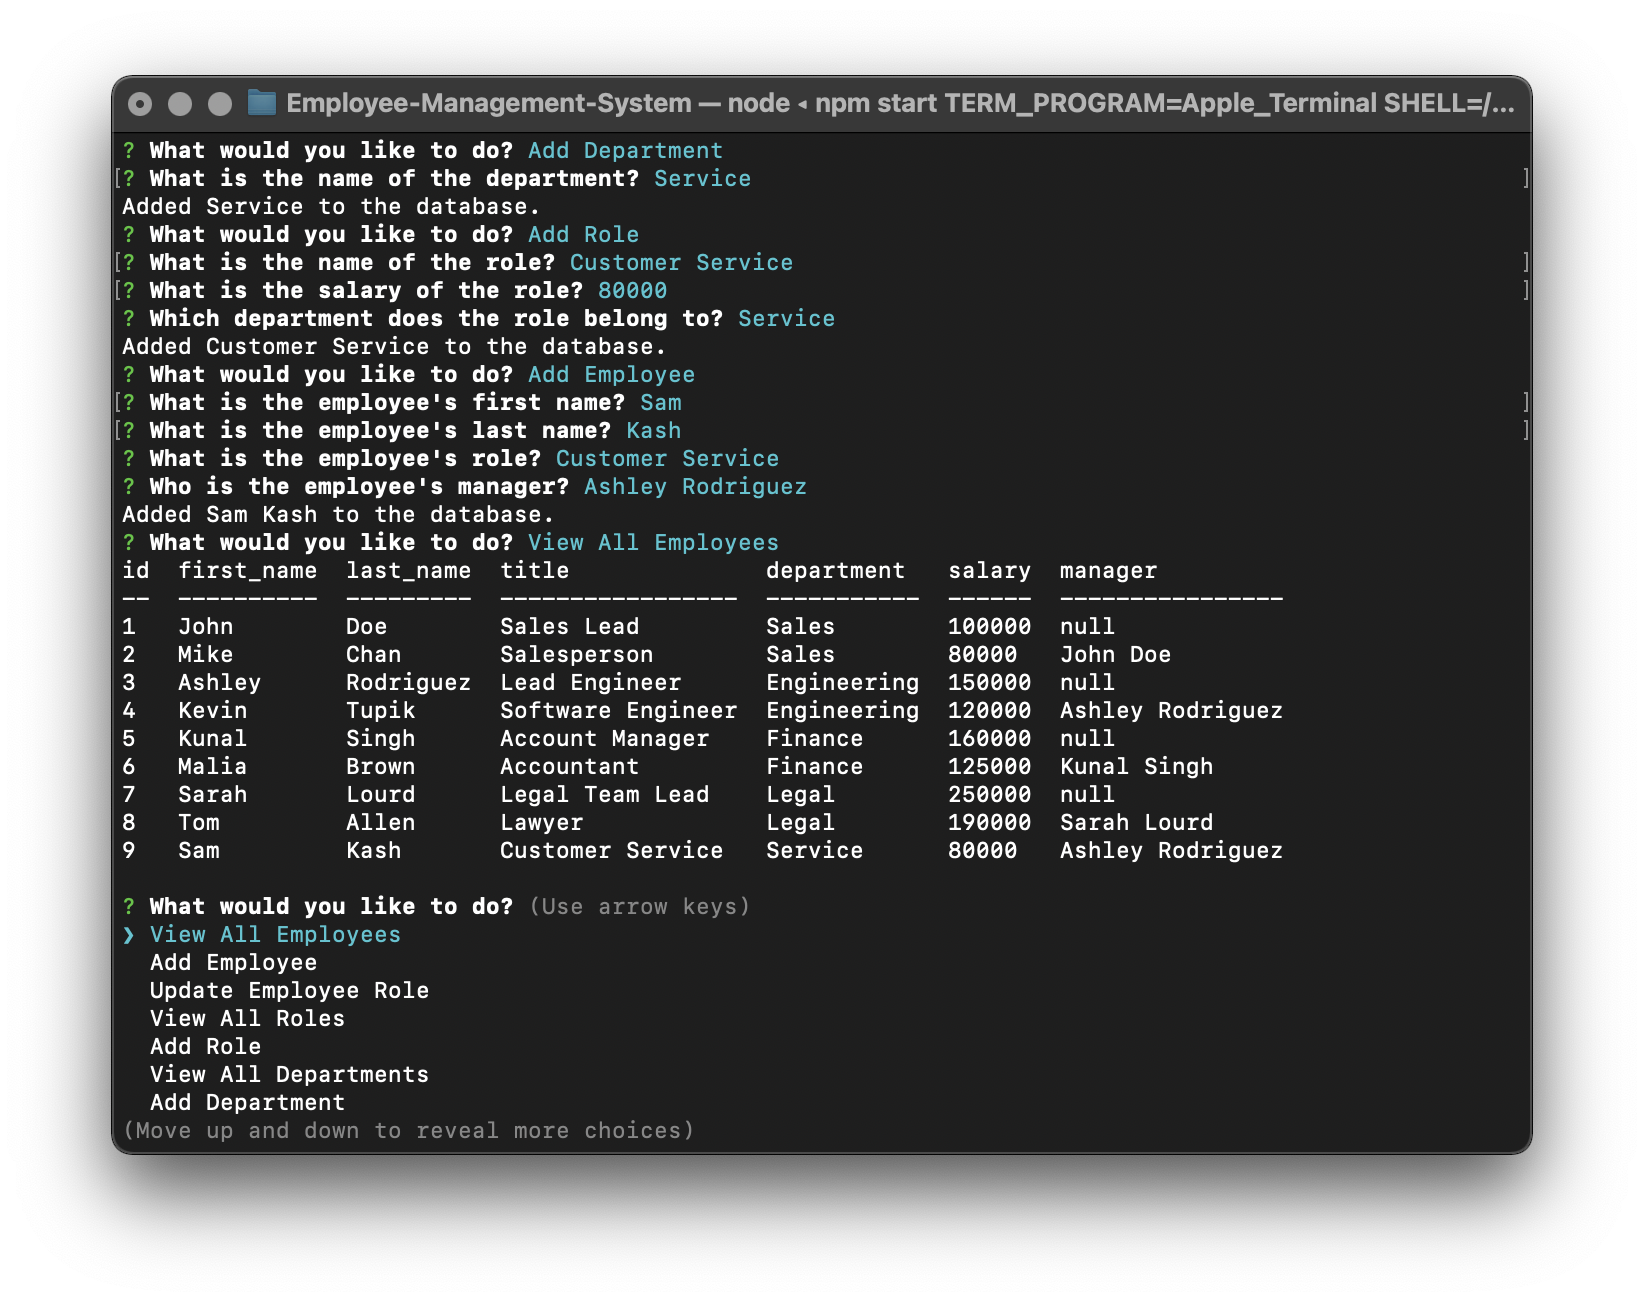 Employee-Management-System — node ◂ npm start TERM_PROGRAM=Apple_Terminal SHELL=/...
? What would you like to do? Add Department
[? What is the name of the department? Service ]
Added Service to the database.
? What would you like to do? Add Role
[? What is the name of the role? Customer Service ]
[? What is the salary of the role? 80000 ]
? Which department does the role belong to? Service
Added Customer Service to the database.
? What would you like to do? Add Employee
[? What is the employee's first name? Sam ]
[? What is the employee's last name? Kash ]
? What is the employee's role? Customer Service
? Who is the employee's manager? Ashley Rodriguez
Added Sam Kash to the database.
? What would you like to do? View All Employees
id  first_name  last_name  title              department   salary  manager
--  ----------  ---------  -----------------  -----------  ------  ----------------
1   John        Doe        Sales Lead         Sales        100000  null
2   Mike        Chan       Salesperson        Sales        80000   John Doe
3   Ashley      Rodriguez  Lead Engineer      Engineering  150000  null
4   Kevin       Tupik      Software Engineer  Engineering  120000  Ashley Rodriguez
5   Kunal       Singh      Account Manager    Finance      160000  null
6   Malia       Brown      Accountant         Finance      125000  Kunal Singh
7   Sarah       Lourd      Legal Team Lead    Legal        250000  null
8   Tom         Allen      Lawyer             Legal        190000  Sarah Lourd
9   Sam         Kash       Customer Service   Service      80000   Ashley Rodriguez
? What would you like to do? (Use arrow keys)
❯ View All Employees
  Add Employee
  Update Employee Role
  View All Roles
  Add Role
  View All Departments
  Add Department
(Move up and down to reveal more choices)